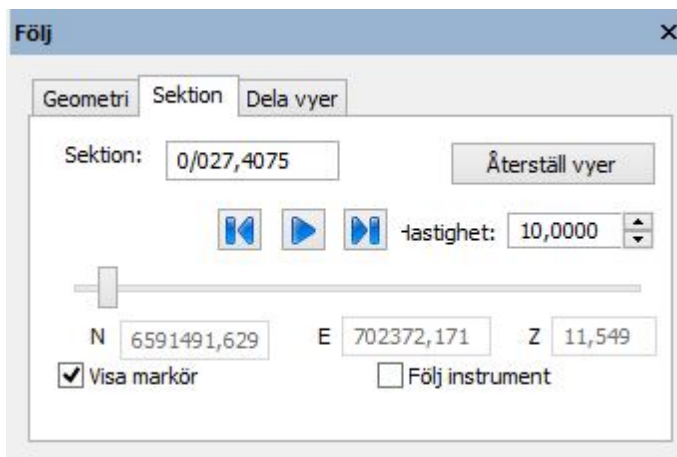 Följ
Geometri Sektion Dela vyer
Sektion: 0/027,4075 Återställ vyer
Hastighet: 10,0000
N 6591491,629 E 702372,171 Z 11,549
Visa markör Följ instrument